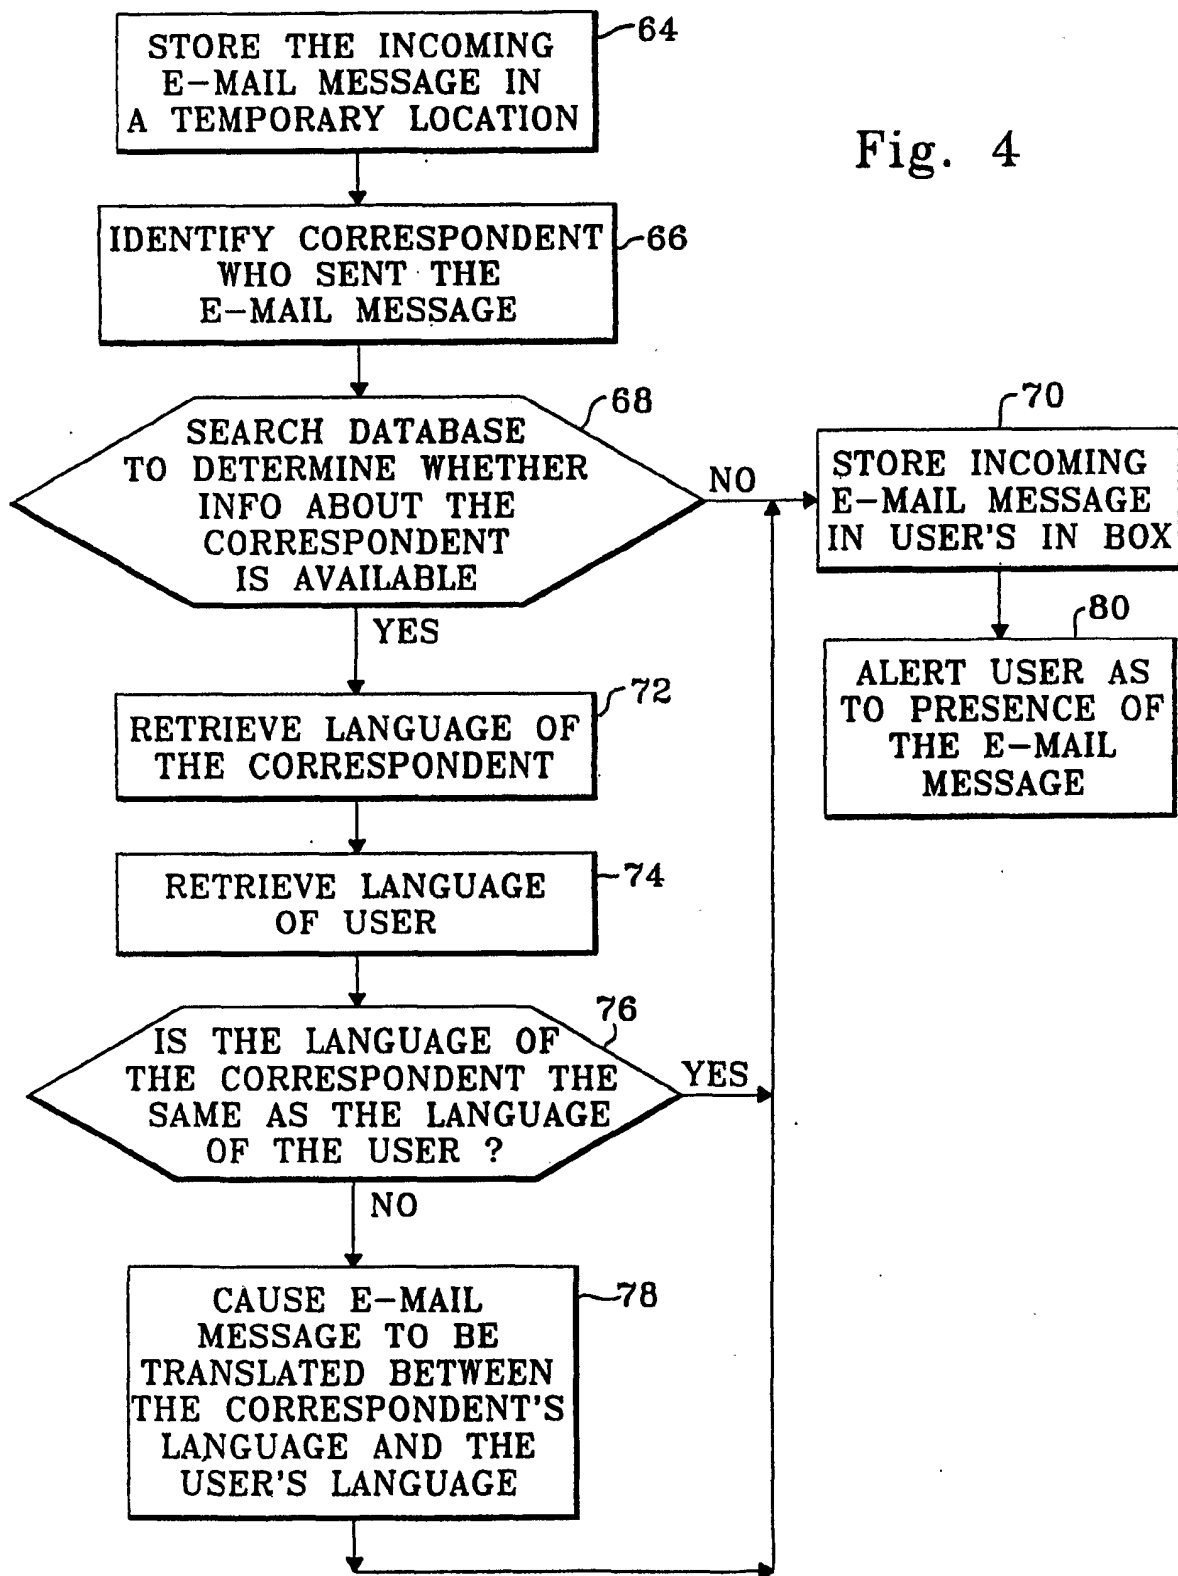 STORE THE INCOMING
E-MAIL MESSAGE IN
A TEMPORARY LOCATION
64
Fig. 4
IDENTIFY CORRESPONDENT
WHO SENT THE
E-MAIL MESSAGE
66
SEARCH DATABASE
TO DETERMINE WHETHER
INFO ABOUT THE
CORRESPONDENT
IS AVAILABLE
68
NO
YES
70
STORE INCOMING
E-MAIL MESSAGE
IN USER'S IN BOX
80
ALERT USER AS
TO PRESENCE OF
THE E-MAIL
MESSAGE
RETRIEVE LANGUAGE OF
THE CORRESPONDENT
72
RETRIEVE LANGUAGE
OF USER
74
IS THE LANGUAGE OF
THE CORRESPONDENT THE
SAME AS THE LANGUAGE
OF THE USER ?
76
YES
NO
CAUSE E-MAIL
MESSAGE TO BE
TRANSLATED BETWEEN
THE CORRESPONDENT'S
LANGUAGE AND THE
USER'S LANGUAGE
78